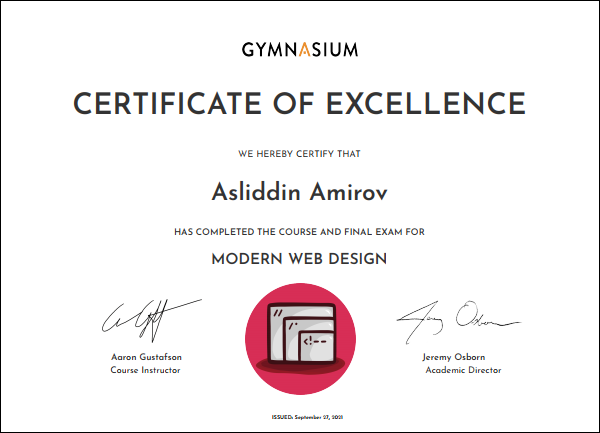 GYMNASIUM
CERTIFICATE OF EXCELLENCE
WE HEREBY CERTIFY THAT
Asliddin Amirov
HAS COMPLETED THE COURSE AND FINAL EXAM FOR
MODERN WEB DESIGN
/*
/*
<!--
Aaron Gustafson
Course Instructor
Jeremy Osborn
Academic Director
ISSUED: September 27, 2021